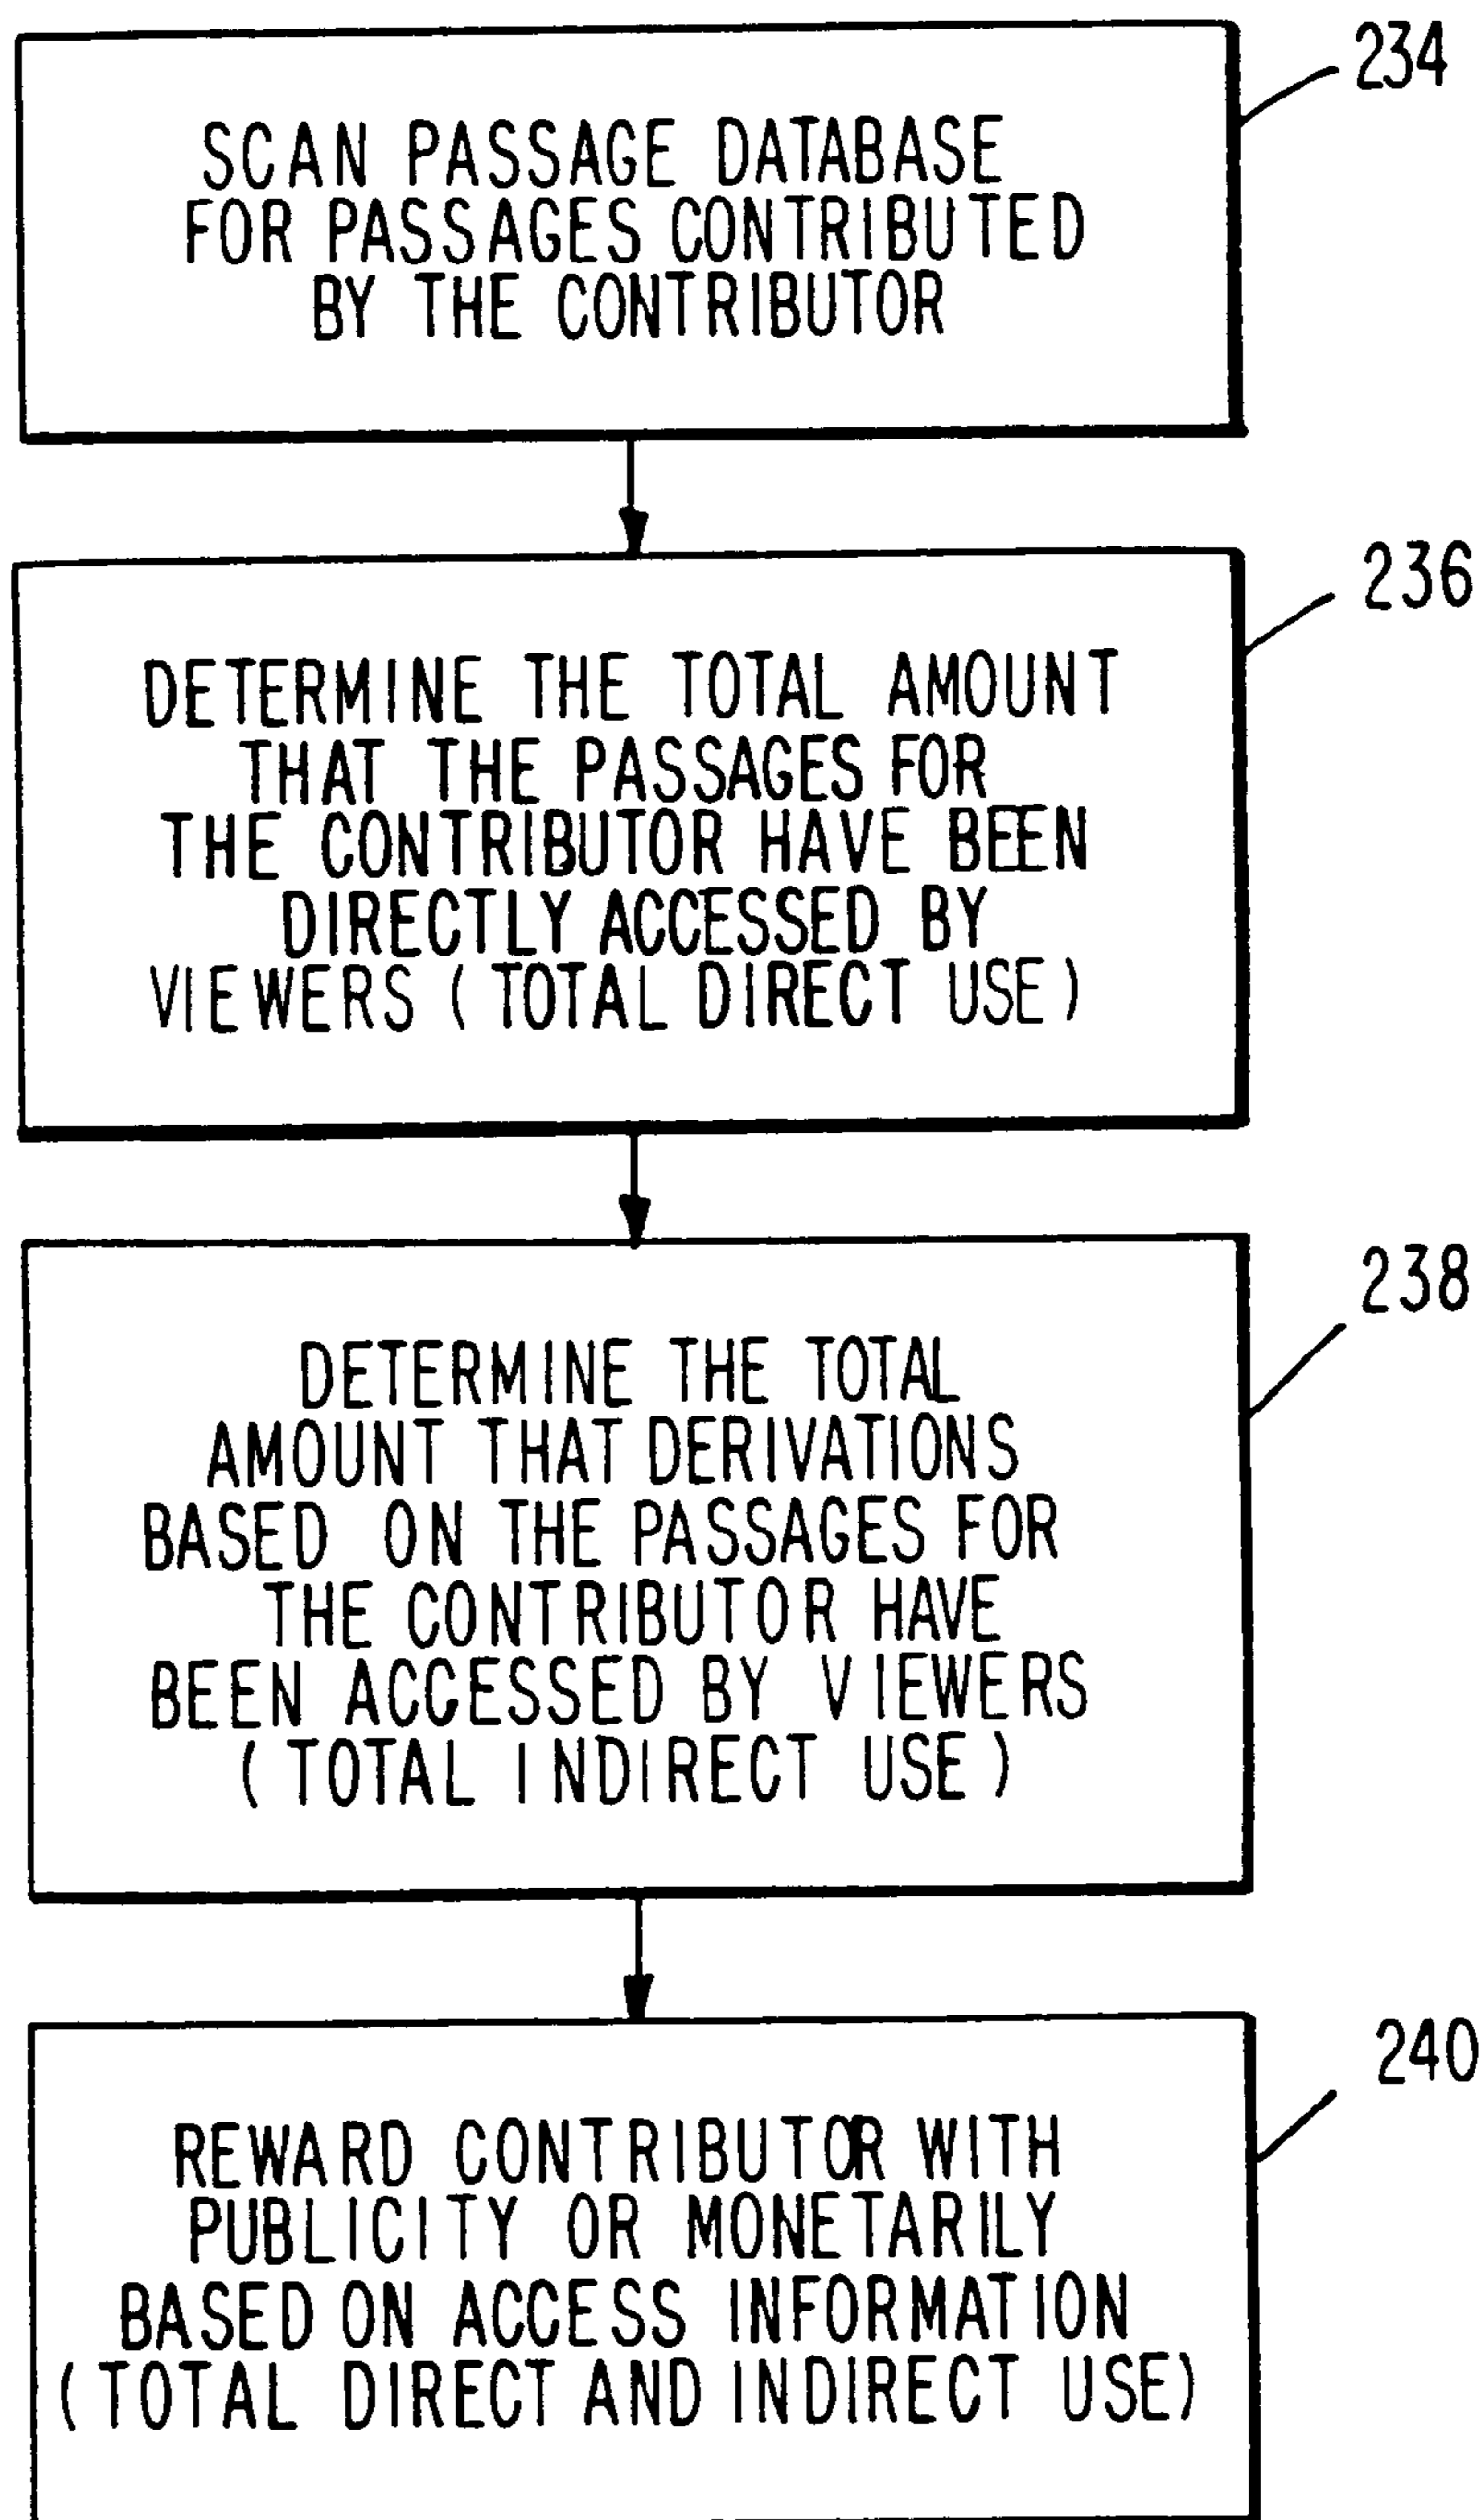 234
SCAN PASSAGE DATABASE
FOR PASSAGES CONTRIBUTED
BY THE CONTRIBUTOR
236
DETERMINE THE TOTAL AMOUNT
THAT THE PASSAGES FOR
THE CONTRIBUTOR HAVE BEEN
DIRECTLY ACCESSED BY
VIEWERS (TOTAL DIRECT USE)
238
DETERMINE THE TOTAL
AMOUNT THAT DERIVATIONS
BASED ON THE PASSAGES FOR
THE CONTRIBUTOR HAVE
BEEN ACCESSED BY VIEWERS
(TOTAL INDIRECT USE)
240
REWARD CONTRIBUTOR WITH
PUBLICITY OR MONETARILY
BASED ON ACCESS INFORMATION
(TOTAL DIRECT AND INDIRECT USE)